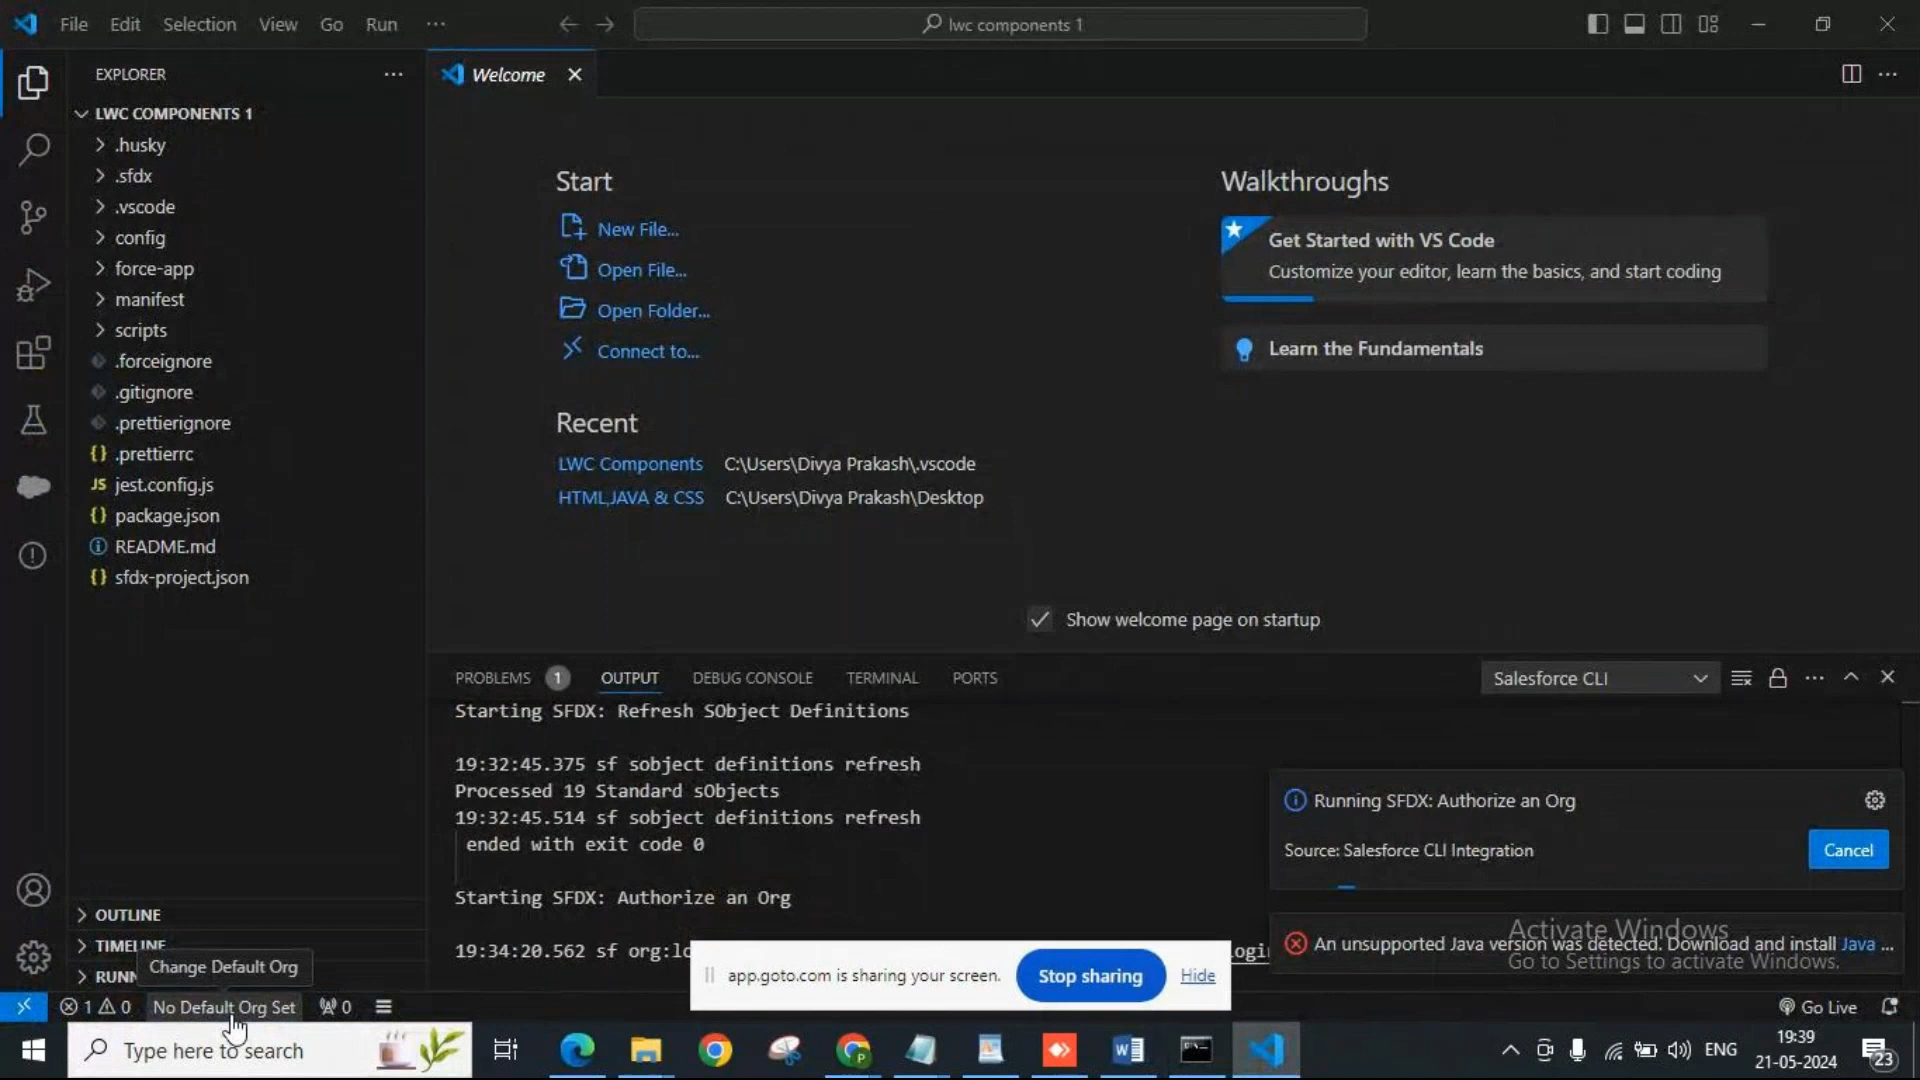 File Edit Selection View Go Run ···
lwc components 1
EXPLORER
Welcome
LWC COMPONENTS 1
.husky
.sfdx
.vscode
config
force-app
manifest
scripts
.forceignore
.gitignore
.prettierignore
.prettierrc
JS jest.config.js
package.json
README.md
sfdx-project.json
OUTLINE
TIMELINE
Change Default Org
Start
New File...
Open File...
Open Folder...
Connect to...
Recent
LWC Components C:\Users\Divya Prakash\.vscode
HTML,JAVA & CSS C:\Users\Divya Prakash\Desktop
Walkthroughs
Get Started with VS Code
Customize your editor, learn the basics, and start coding
Learn the Fundamentals
Show welcome page on startup
PROBLEMS 1 OUTPUT DEBUG CONSOLE TERMINAL PORTS
Salesforce CLI
Starting SFDX: Refresh SObject Definitions
19:32:45.375 sf sobject definitions refresh
Processed 19 Standard sObjects
19:32:45.514 sf sobject definitions refresh
ended with exit code 0
Starting SFDX: Authorize an Org
19:34:20.562 sf
Running SFDX: Authorize an Org
Source: Salesforce CLI Integration
Cancel
An unsupported Java version was detected. Download and install Java ...
Activate Windows
Go to Settings to activate Windows.
app.goto.com is sharing your screen.
Stop sharing
Hide
1 0 No Default Org Set 0
Go Live
Type here to search
ENG
19:39
21-05-2024
23